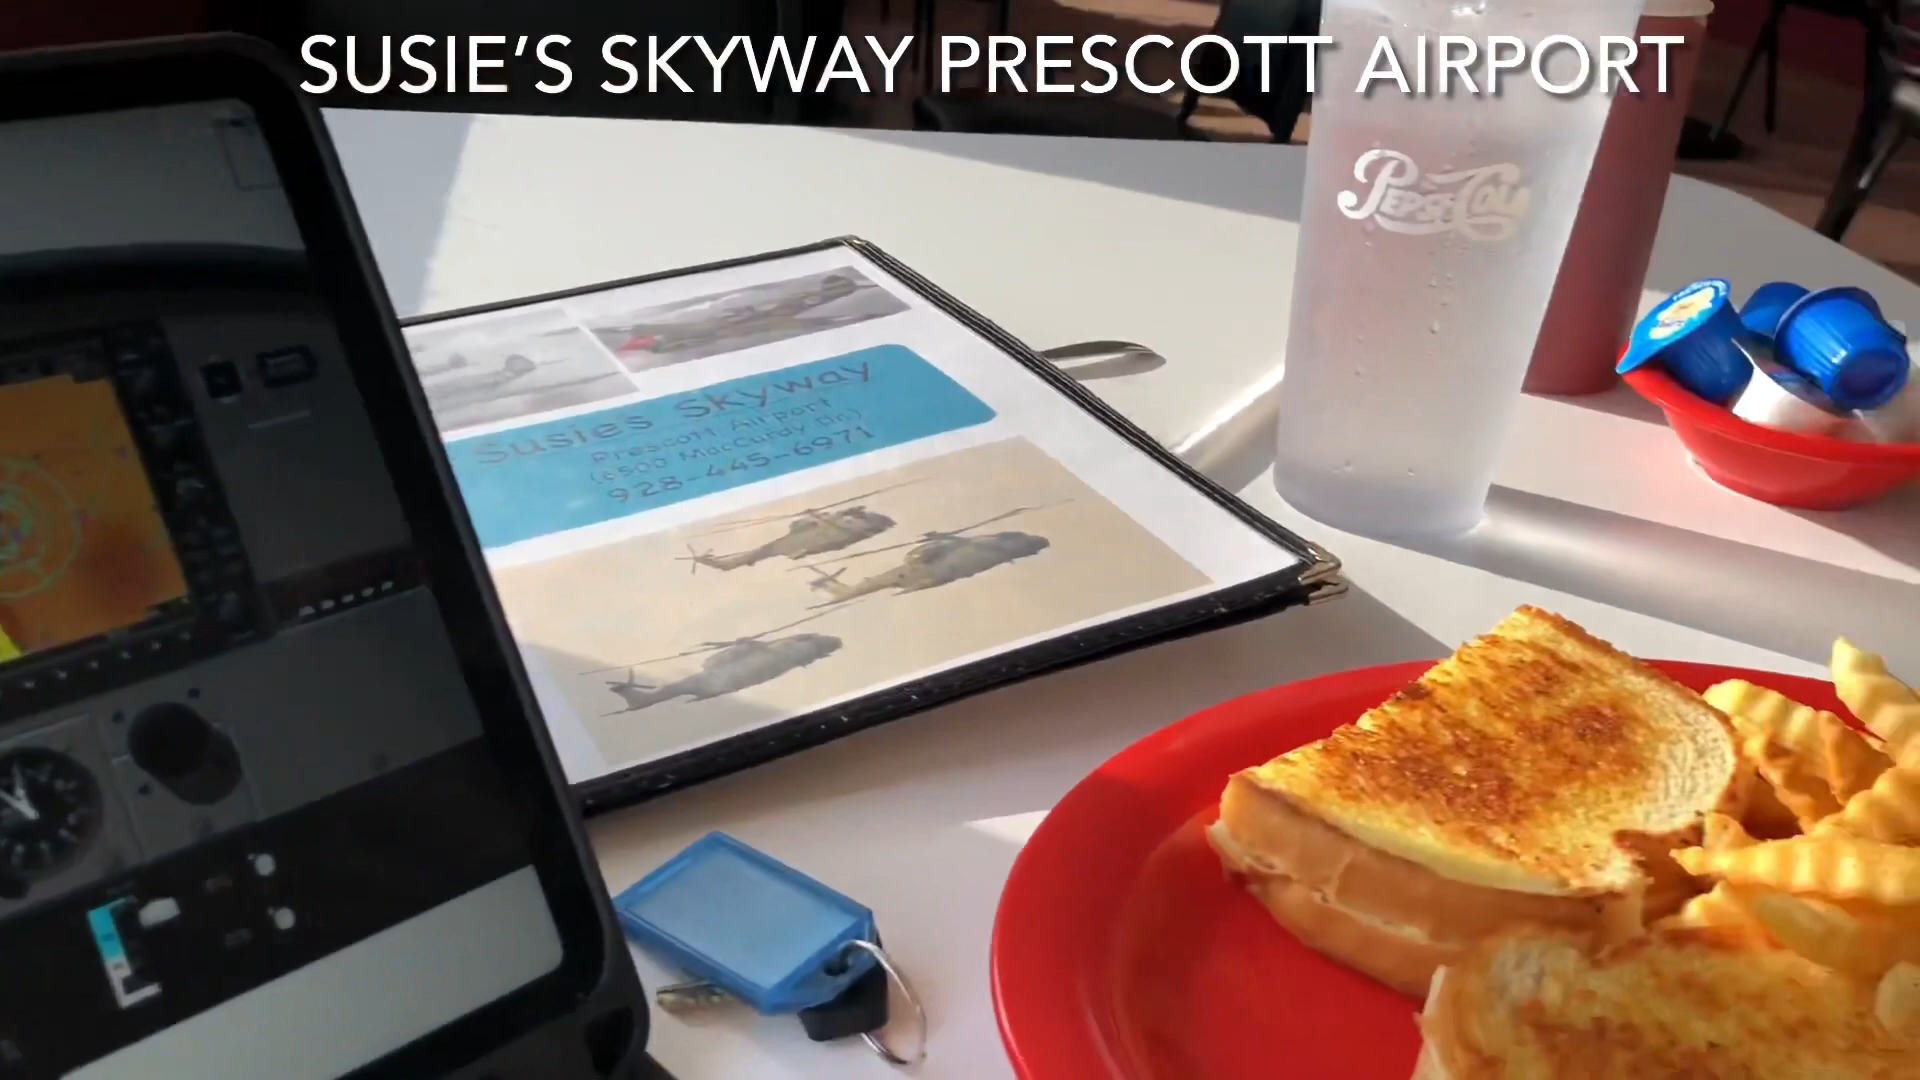 SUSIE'S SKYWAY PRESCOTT AIRPORT
PEPSI-COLA
Susies Skyway
Prescott Airport
(6500 MacCurdy Dr.)
928-445-6971